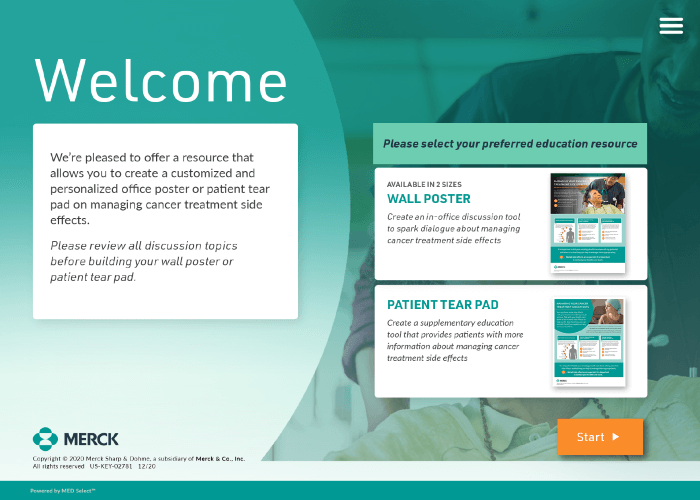 Welcome
We're pleased to offer a resource that
allows you to create a customized and
personalized office poster or patient tear
pad on managing cancer treatment side
effects.
Please review all discussion topics
before building your wall poster or
patient tear pad.
Please select your preferred education resource
AVAILABLE IN 2 SIZES
WALL POSTER
Create an in-office discussion tool
to spark dialogue about managing
cancer treatment side effects
PATIENT TEAR PAD
Create a supplementary education
tool that provides patients with more
information about managing cancer
treatment side effects
Start
MERCK
Copyright © 2020 Merck Sharp & Dohme, a subsidiary of Merck & Co., Inc.
All rights reserved US-KEY-02781 12/20
Powered by MED Select™